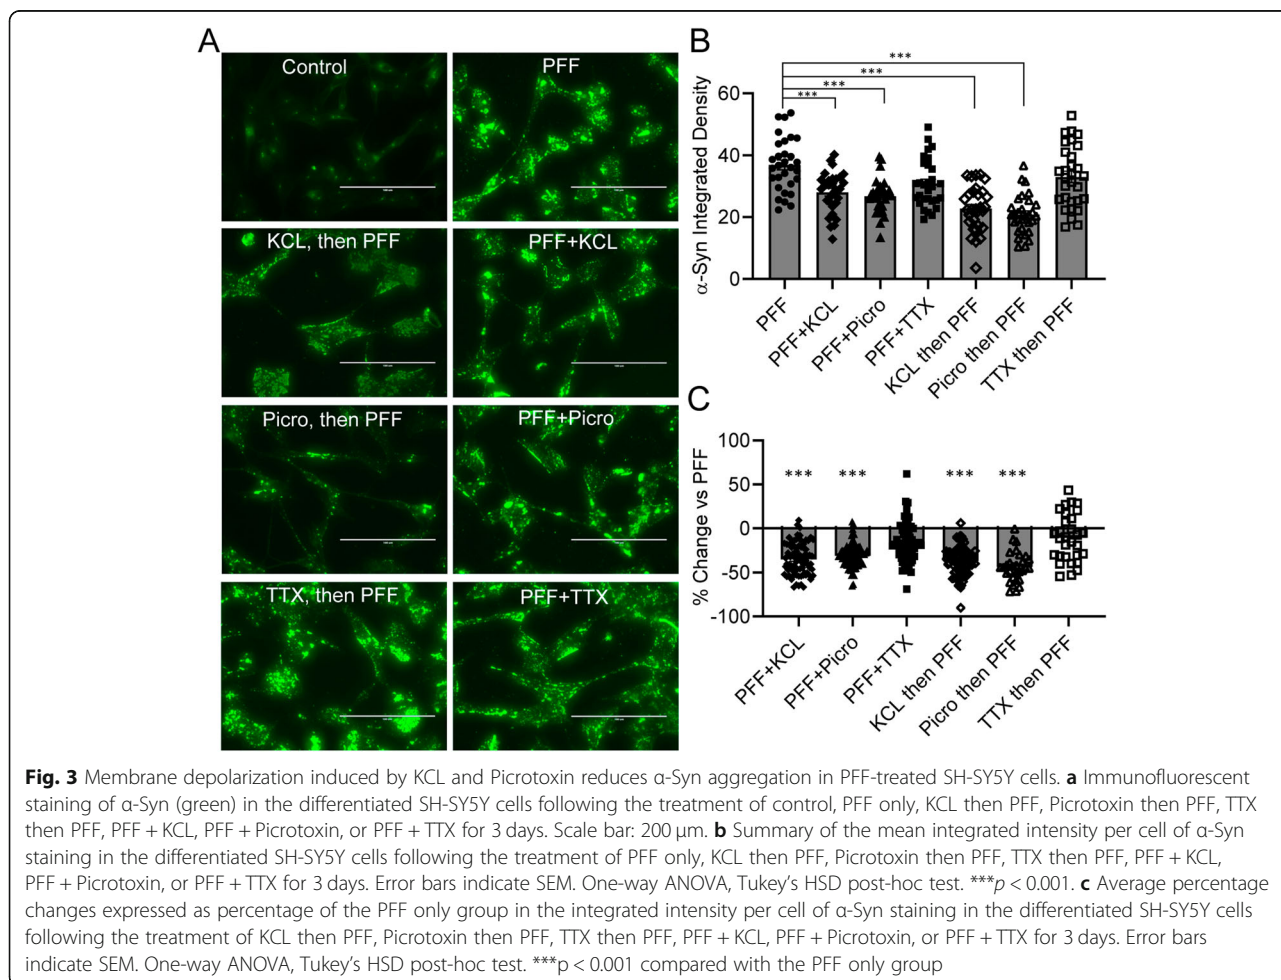 A
Control
PFF
KCL, then PFF
PFF+KCL
Picro, then PFF
PFF+Picro
TTX, then PFF
PFF+TTX
B
***
***
***
***
α-Syn Integrated Density
60
40
20
0
PFF
PFF+KCL
PFF+Picro
PFF+TTX
KCL then PFF
Picro then PFF
TTX then PFF
C
% Change vs PFF
100
50
0
-50
-100
*** *** *** ***
PFF+KCL
PFF+Picro
PFF+TTX
KCL then PFF
Picro then PFF
TTX then PFF
Fig. 3 Membrane depolarization induced by KCL and Picrotoxin reduces α-Syn aggregation in PFF-treated SH-SY5Y cells. a Immunofluorescent
staining of α-Syn (green) in the differentiated SH-SY5Y cells following the treatment of control, PFF only, KCL then PFF, Picrotoxin then PFF, TTX
then PFF, PFF + KCL, PFF + Picrotoxin, or PFF + TTX for 3 days. Scale bar: 200 μm. b Summary of the mean integrated intensity per cell of α-Syn
staining in the differentiated SH-SY5Y cells following the treatment of PFF only, KCL then PFF, Picrotoxin then PFF, TTX then PFF, PFF + KCL,
PFF + Picrotoxin, or PFF + TTX for 3 days. Error bars indicate SEM. One-way ANOVA, Tukey's HSD post-hoc test. ***p < 0.001. c Average percentage
changes expressed as percentage of the PFF only group in the integrated intensity per cell of α-Syn staining in the differentiated SH-SY5Y cells
following the treatment of KCL then PFF, Picrotoxin then PFF, TTX then PFF, PFF + KCL, PFF + Picrotoxin, or PFF + TTX for 3 days. Error bars
indicate SEM. One-way ANOVA, Tukey's HSD post-hoc test. ***p < 0.001 compared with the PFF only group